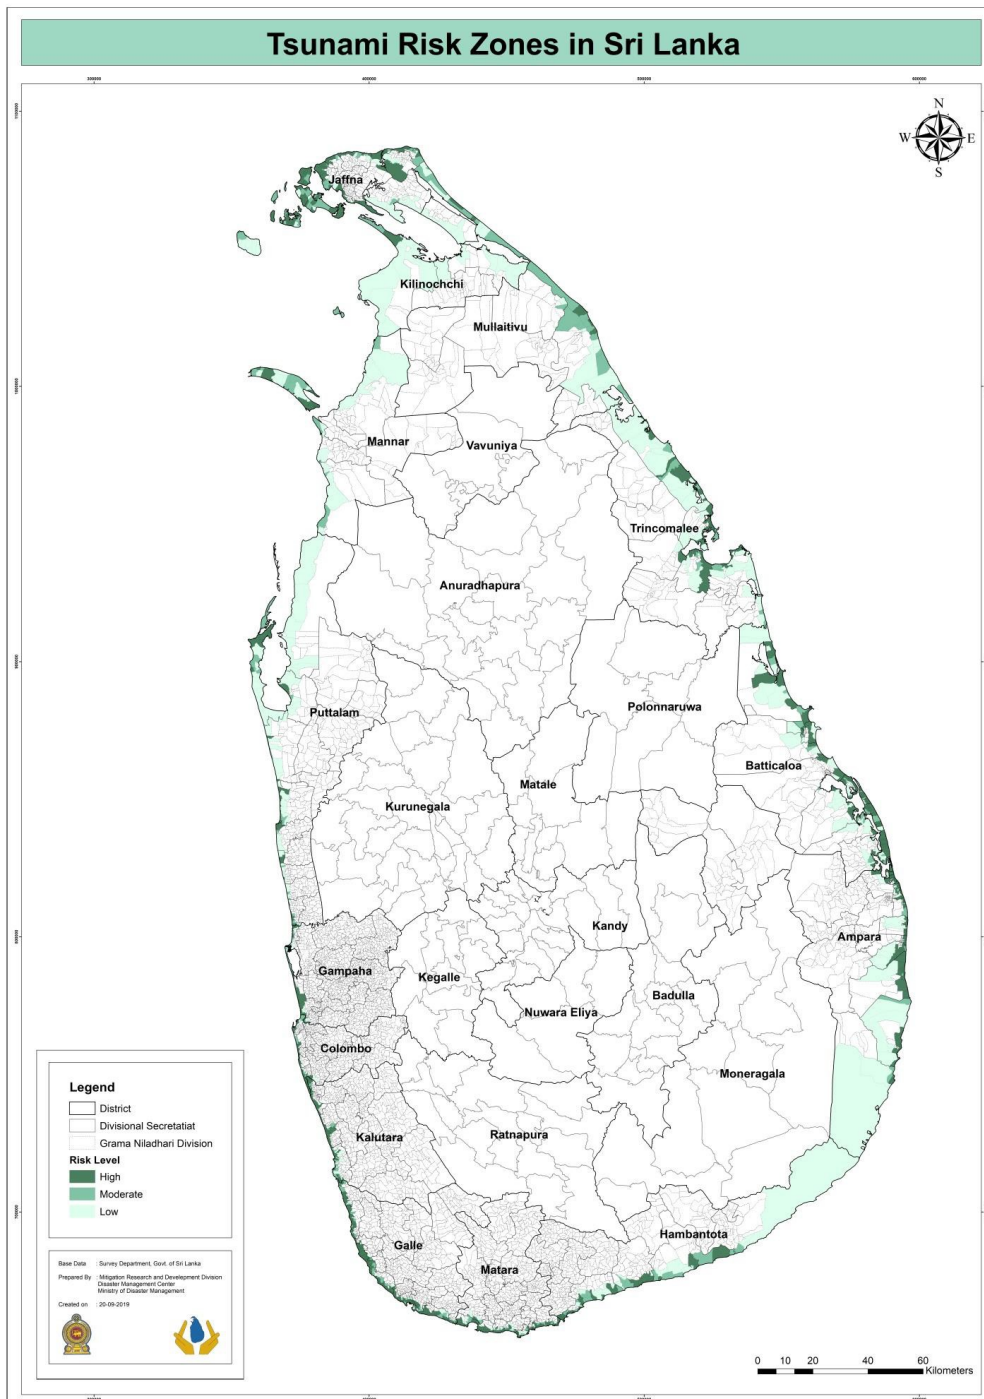 Tsunami Risk Zones in Sri Lanka
N
W E
S
Jaffna
Kilinochchi
Mullaitivu
Mannar
Vavuniya
Trincomalee
Anuradhapura
Puttalam
Polonnaruwa
Batticaloa
Matale
Kurunegala
Kandy
Ampara
Gampaha
Kegalle
Badulla
Nuwara Eliya
Colombo
Moneragala
Kalutara
Ratnapura
Hambantota
Galle
Matara
Legend
District
Divisional Secretatiat
Grama Niladhari Division
Risk Level
High
Moderate
Low
Base Data : Survey Department, Govt. of Sri Lanka
Prepared By : Mitigation Research and Development Division
Disaster Management Center
Ministry of Disaster Management
Created on : 20-09-2019
0 10 20 40 60
Kilometers